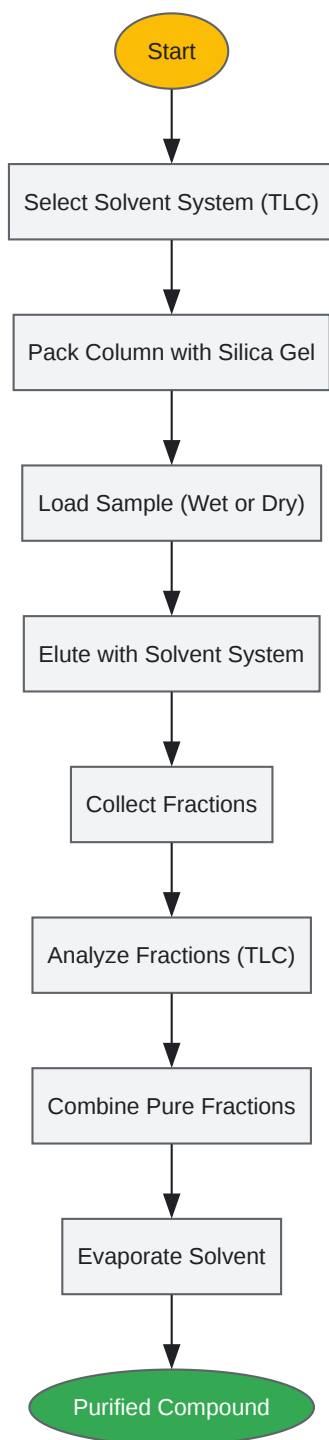 Start
Select Solvent System (TLC)
Pack Column with Silica Gel
Load Sample (Wet or Dry)
Elute with Solvent System
Collect Fractions
Analyze Fractions (TLC)
Combine Pure Fractions
Evaporate Solvent
Purified Compound